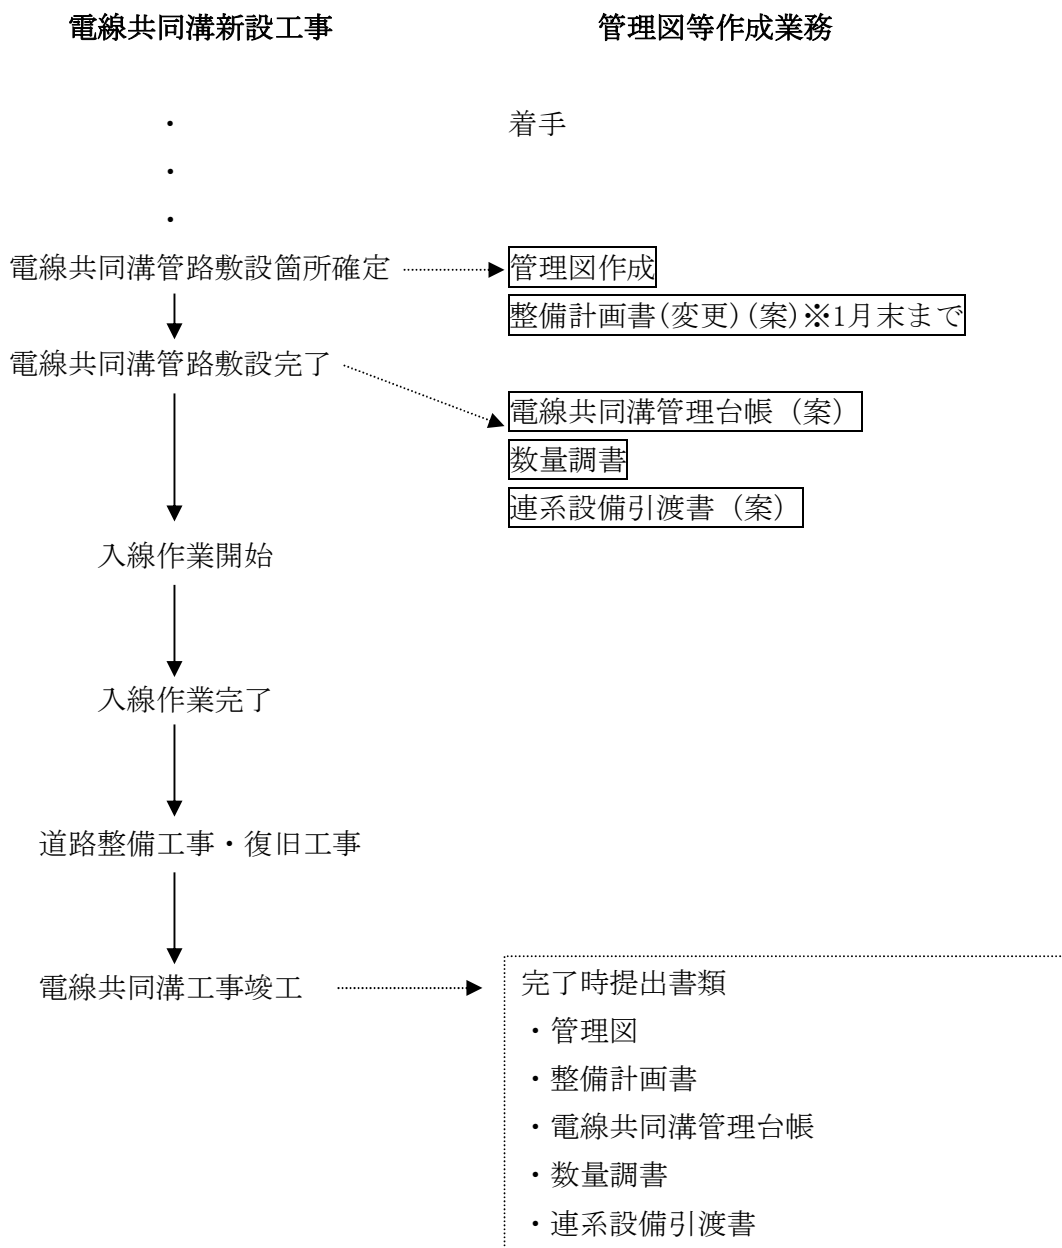 電線共同溝新設工事 管理図等作成業務
・ 着手
・
・
電線共同溝管路敷設箇所確定 管理図作成
整備計画書(変更)(案)※1月末まで
電線共同溝管路敷設完了
電線共同溝管理台帳（案）
数量調書
連系設備引渡書（案）
入線作業開始
入線作業完了
道路整備工事・復旧工事
電線共同溝工事竣工 完了時提出書類
・管理図
・整備計画書
・電線共同溝管理台帳
・数量調書
・連系設備引渡書